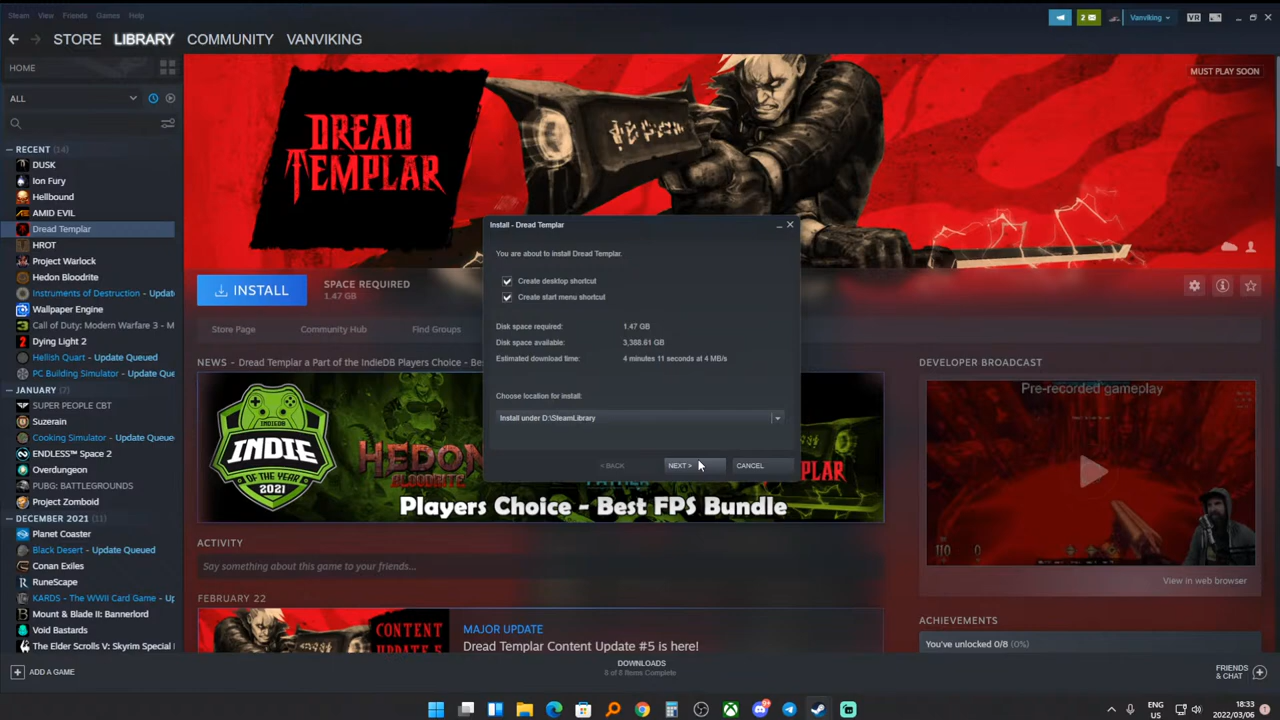 Steam View Friends Games Help
2
Vanviking
VR
STORE LIBRARY COMMUNITY VANVIKING
HOME
ALL
RECENT (14)
DUSK
Ion Fury
Hellbound
AMID EVIL
Dread Templar
HROT
Project Warlock
Hedon Bloodrite
Instruments of Destruction - Updat
Wallpaper Engine
Call of Duty: Modern Warfare 3 - M
Dying Light 2
Hellish Quart - Update Queued
PC Building Simulator - Update Que
JANUARY (7)
SUPER PEOPLE CBT
Suzerain
Cooking Simulator - Update Queued
ENDLESS™ Space 2
Overdungeon
PUBG: BATTLEGROUNDS
Project Zomboid
DECEMBER 2021 (11)
Planet Coaster
Black Desert - Update Queued
Conan Exiles
RuneScape
KARDS - The WWII Card Game - Up
Mount & Blade II: Bannerlord
Void Bastards
The Elder Scrolls V: Skyrim Special
ADD A GAME
MUST PLAY SOON
DREAD
TEMPLAR
INSTALL
SPACE REQUIRED
1.47 GB
Store Page Community Hub Find Groups
NEWS - Dread Templar a Part of the IndieDB Players Choice - Bes
INDIE
OF THE YEAR
2021
HEDON
BLOODRITE
LAR
Players Choice - Best FPS Bundle
Install - Dread Templar
You are about to install Dread Templar.
Create desktop shortcut
Create start menu shortcut
Disk space required: 1.47 GB
Disk space available: 3,368.61 GB
Estimated download time: 4 minutes 11 seconds at 4 MB/s
Choose location for install:
Install under D:\SteamLibrary
< BACK NEXT > CANCEL
ACTIVITY
Say something about this game to your friends...
FEBRUARY 22
CONTENT
UPDATE 5
MAJOR UPDATE
Dread Templar Content Update #5 is here!
DEVELOPER BROADCAST
Pre-recorded gameplay
View in web browser
ACHIEVEMENTS
You've unlocked 0/8 (0%)
DOWNLOADS
8 of 8 Items Complete
FRIENDS
& CHAT
ENG
US
18:33
2022/03/06